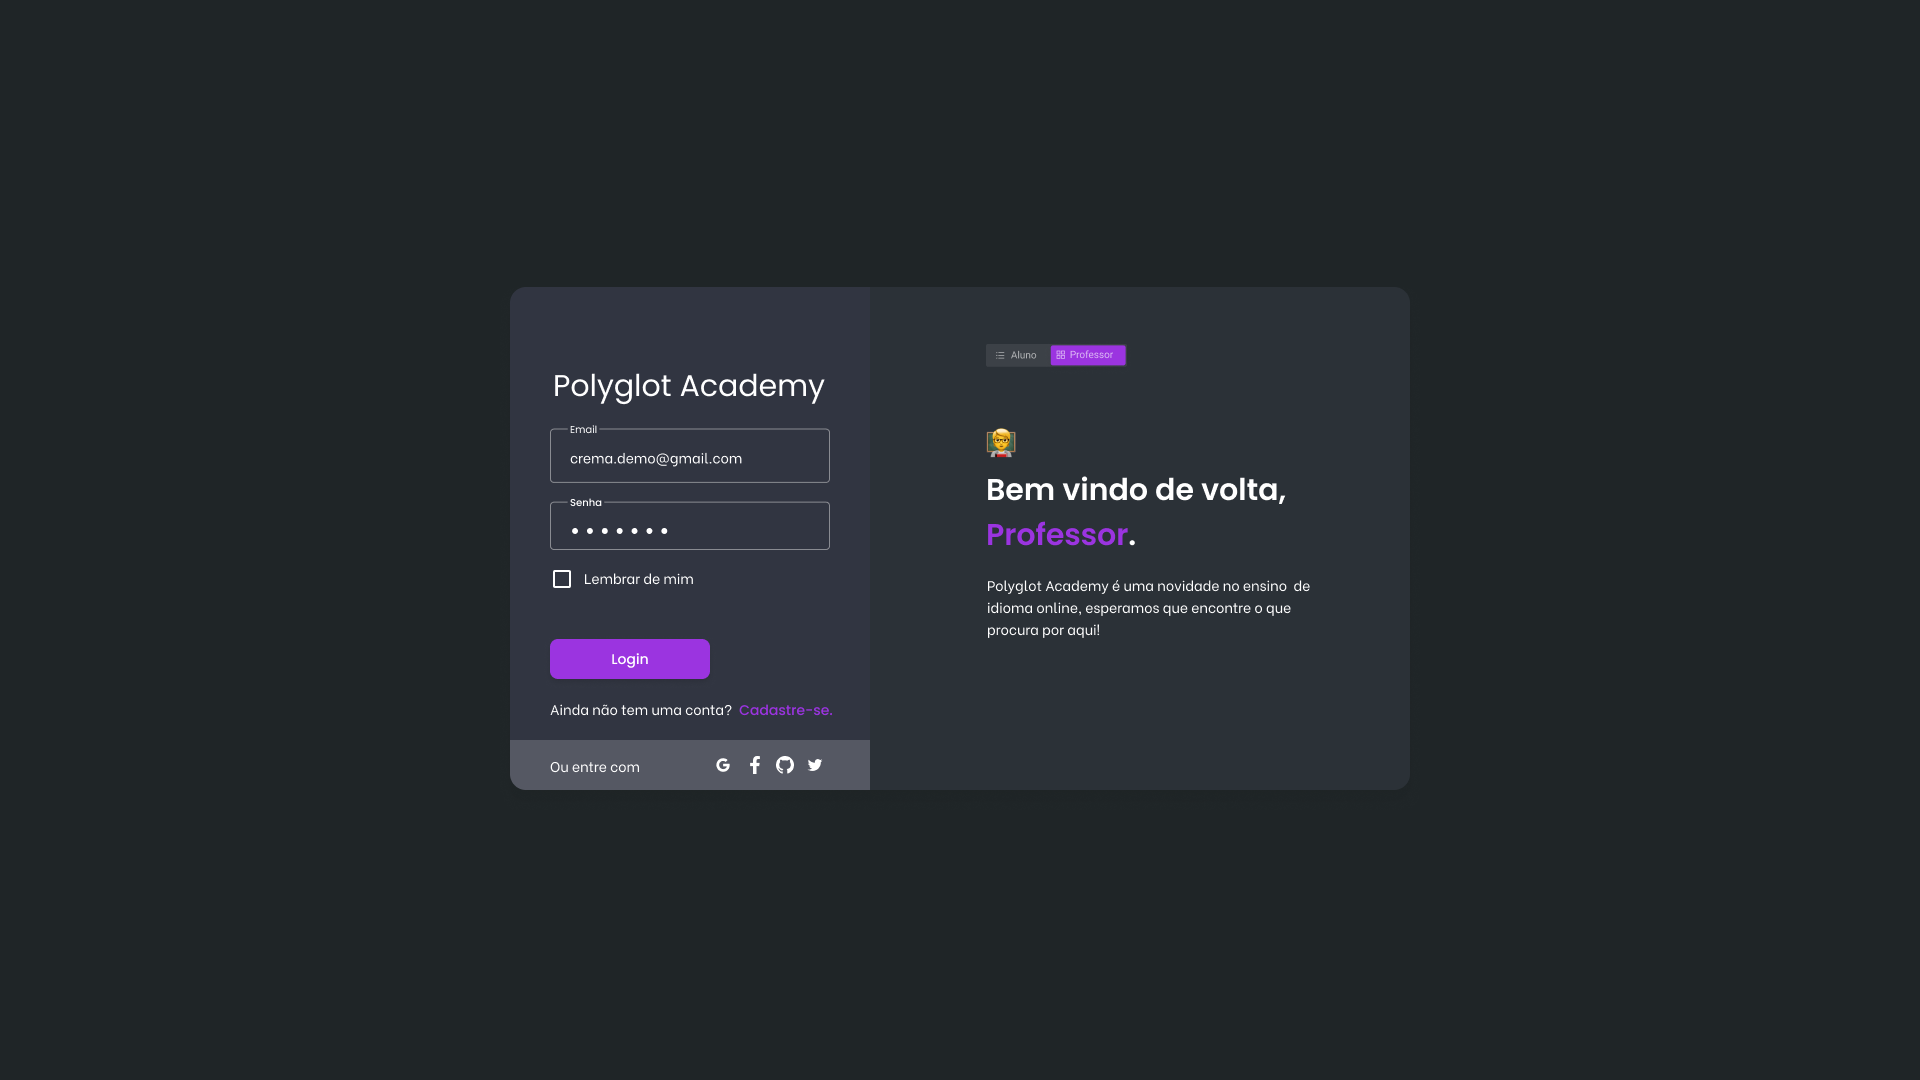 Polyglot Academy
Email
crema.demo@gmail.com
Senha
Lembrar de mim
Login
Ainda não tem uma conta? Cadastre-se.
Ou entre com
Aluno
Professor
Bem vindo de volta,
Professor.
Polyglot Academy é uma novidade no ensino de
idioma online, esperamos que encontre o que
procura por aqui!